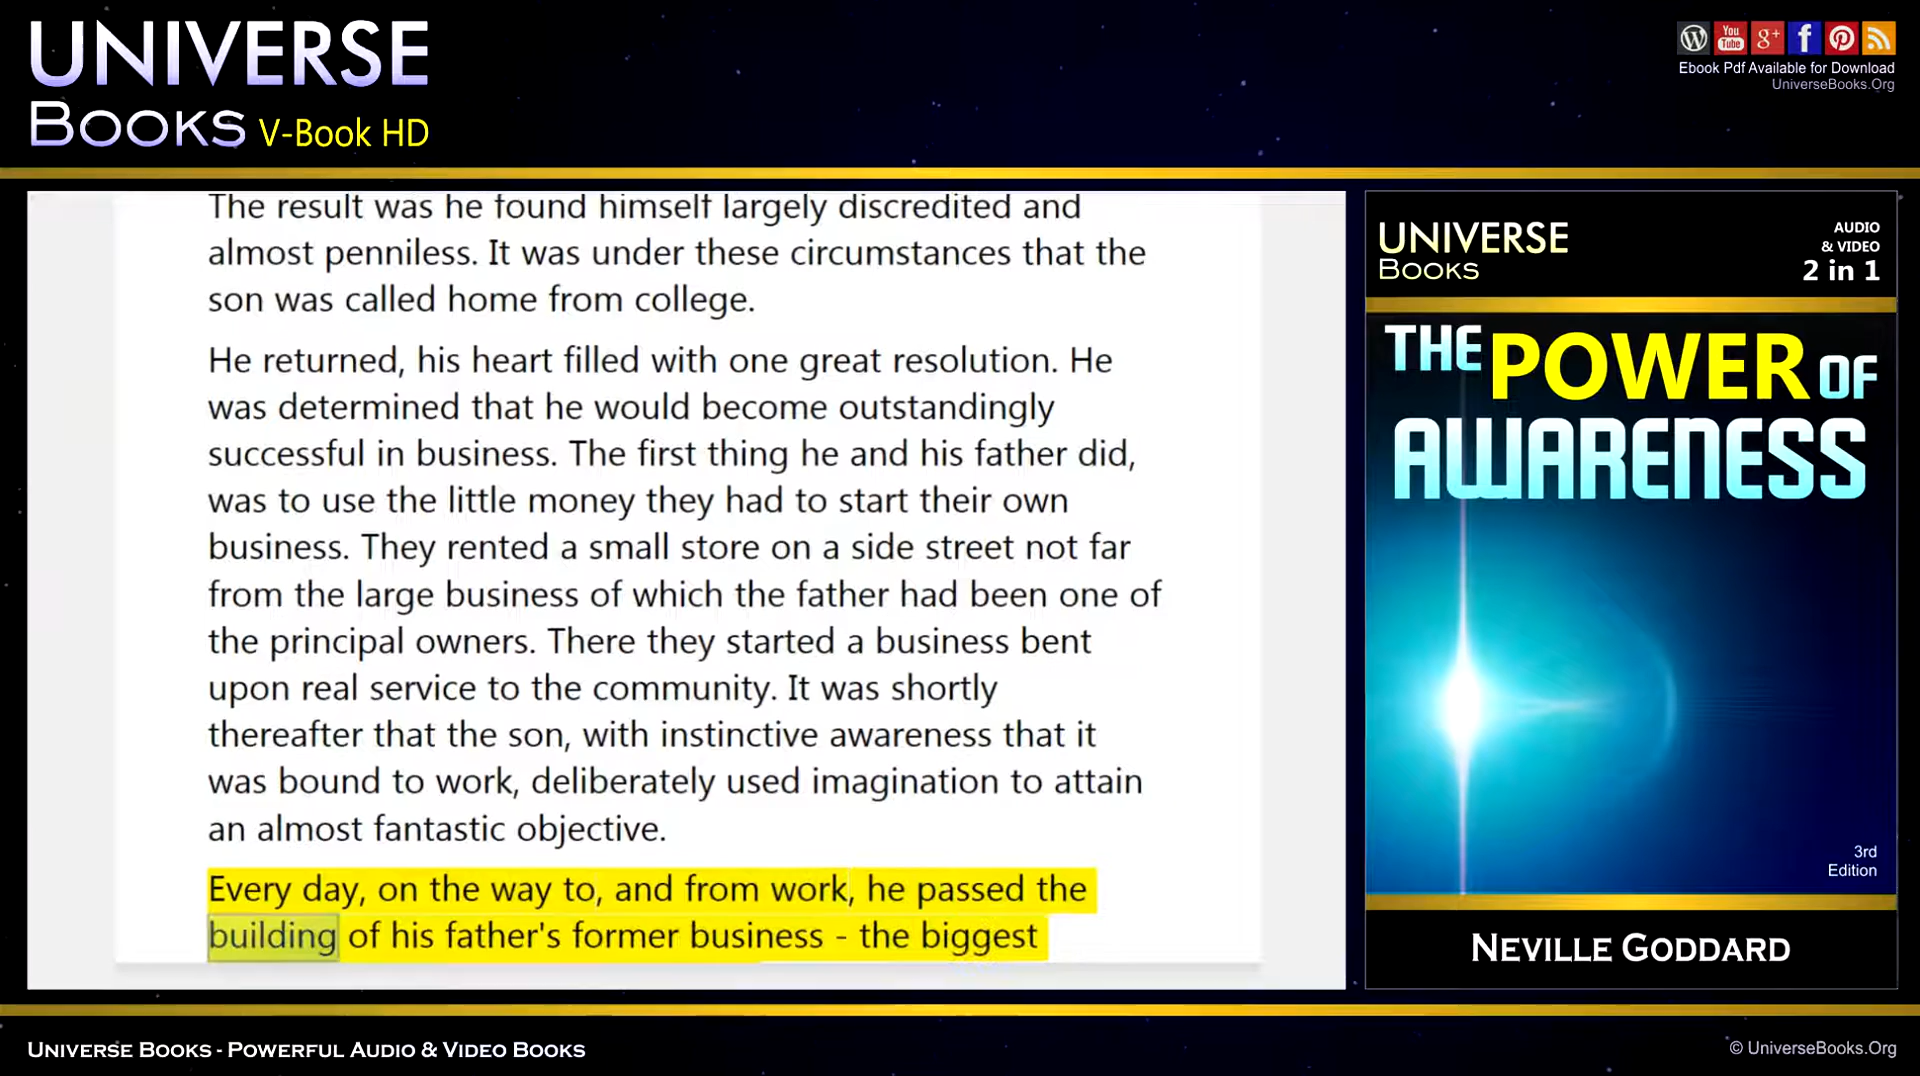 UNIVERSE
BOOKS V-Book HD
You
Tube
g+
f
Ebook Pdf Available for Download
UniverseBooks.Org
The result was he found himself largely discredited and
almost penniless. It was under these circumstances that the
son was called home from college.
He returned, his heart filled with one great resolution. He
was determined that he would become outstandingly
successful in business. The first thing he and his father did,
was to use the little money they had to start their own
business. They rented a small store on a side street not far
from the large business of which the father had been one of
the principal owners. There they started a business bent
upon real service to the community. It was shortly
thereafter that the son, with instinctive awareness that it
was bound to work, deliberately used imagination to attain
an almost fantastic objective.
Every day, on the way to, and from work, he passed the
building of his father's former business - the biggest
UNIVERSE
BOOKS
AUDIO
& VIDEO
2 in 1
THE POWER OF
AWARENESS
3rd
Edition
NEVILLE GODDARD
UNIVERSE BOOKS - POWERFUL AUDIO & VIDEO BOOKS
© UniverseBooks.Org